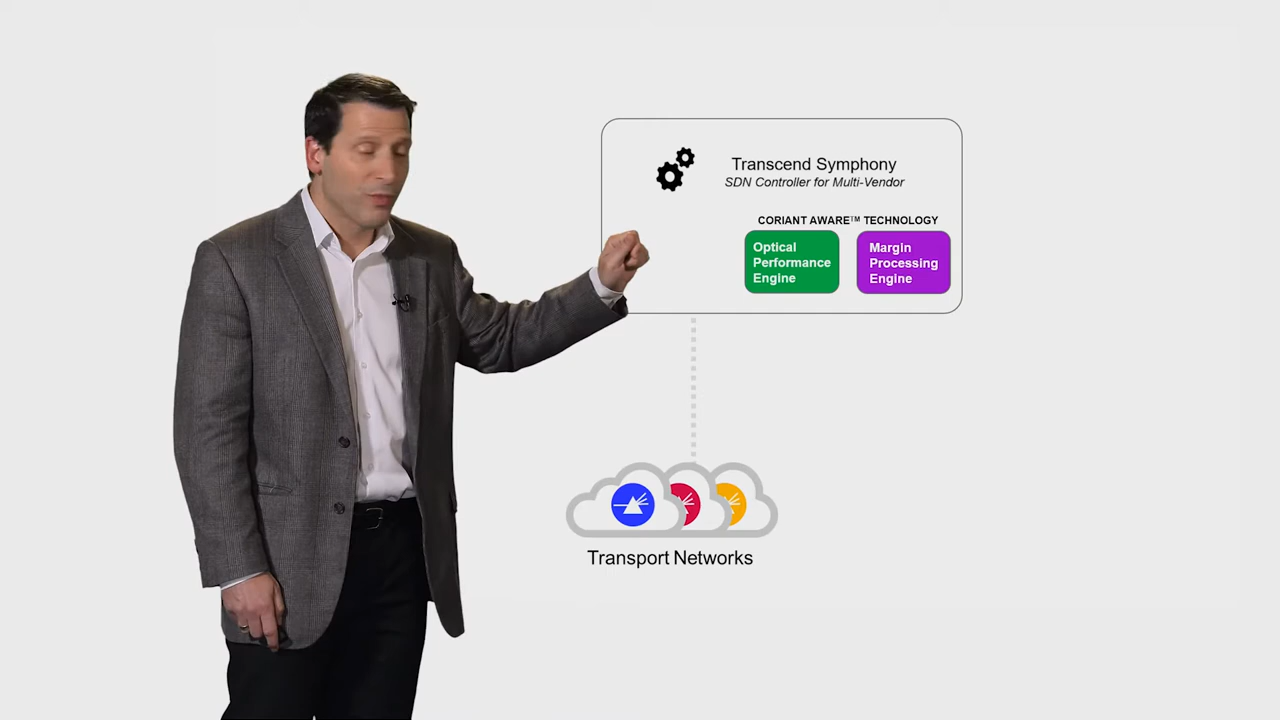 Transcend Symphony
SDN Controller for Multi-Vendor
CORIANT AWARE™ TECHNOLOGY
Optical
Performance
Engine
Margin
Processing
Engine
Transport Networks